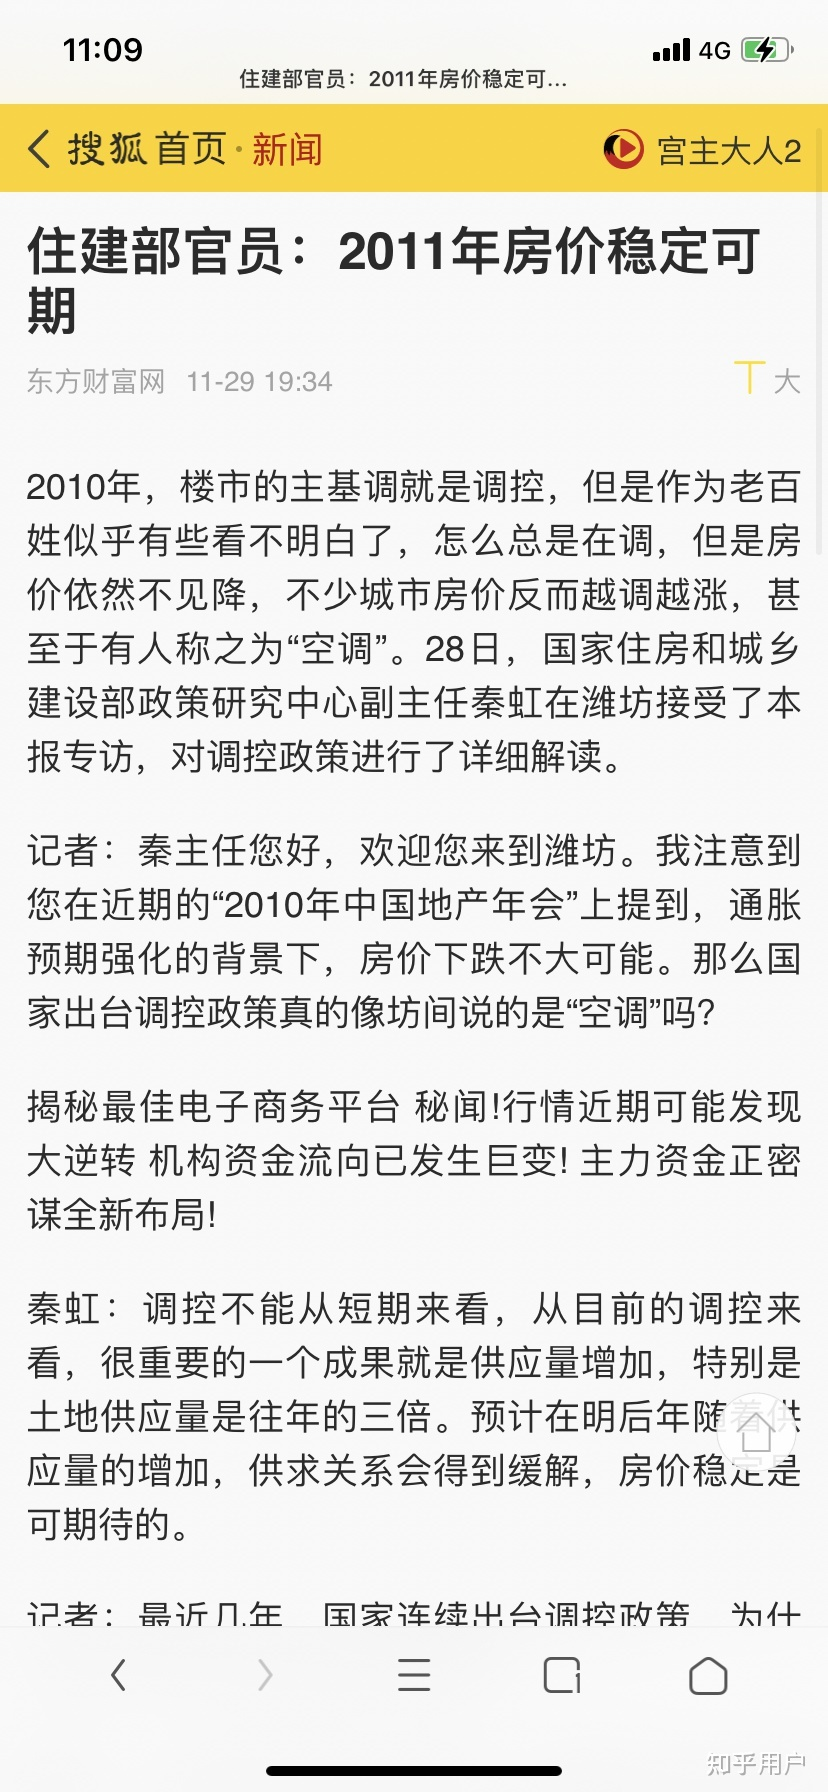 11:09
4G
住建部官员：2011年房价稳定可...
搜狐首页·新闻
宫主大人2
住建部官员：2011年房价稳定可
期
东方财富网 11-29 19:34
大
2010年，楼市的主基调就是调控，但是作为老百
姓似乎有些看不明白了，怎么总是在调，但是房
价依然不见降，不少城市房价反而越调越涨，甚
至于有人称之为“空调”。28日，国家住房和城乡
建设部政策研究中心副主任秦虹在潍坊接受了本
报专访，对调控政策进行了详细解读。
记者：秦主任您好，欢迎您来到潍坊。我注意到
您在近期的“2010年中国地产年会”上提到，通胀
预期强化的背景下，房价下跌不大可能。那么国
家出台调控政策真的像坊间说的是“空调”吗?
揭秘最佳电子商务平台 秘闻!行情近期可能发现
大逆转 机构资金流向已发生巨变! 主力资金正密
谋全新布局!
秦虹：调控不能从短期来看，从目前的调控来
看，很重要的一个成果就是供应量增加，特别是
土地供应量是往年的三倍。预计在明后年随着供
应量的增加，供求关系会得到缓解，房价稳定是
可期待的。
记者：最近几年，国家连续出台调控政策，为什
1
知乎用户